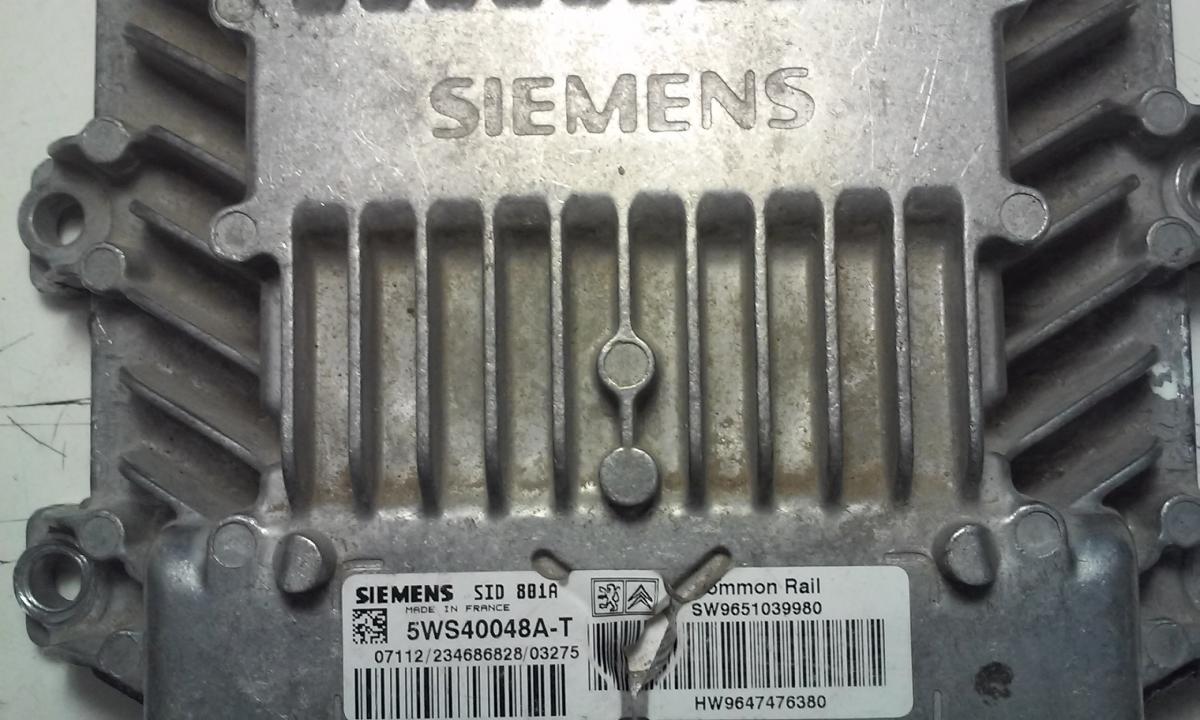 SIEMENS
SIEMENS SID 801A
MADE IN FRANCE
5WS40048A-T
07112/234686828/03275
ommon Rail
SW9651039980
HW9647476380